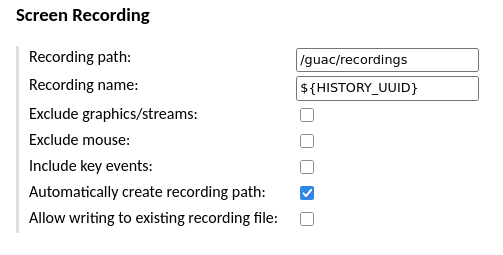 Screen Recording
Recording path: /guac/recordings
Recording name: ${HISTORY_UUID}
Exclude graphics/streams:
Exclude mouse:
Include key events:
Automatically create recording path:
Allow writing to existing recording file: